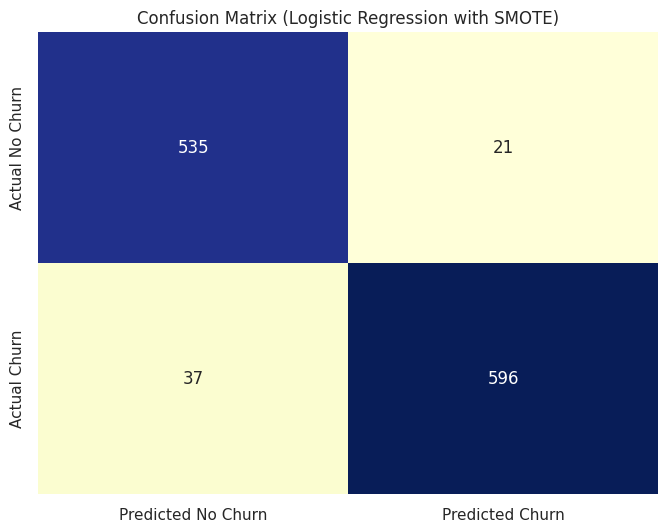 Confusion Matrix (Logistic Regression with SMOTE)
Actual No Churn
535
21
Actual Churn
37
596
Predicted No Churn
Predicted Churn